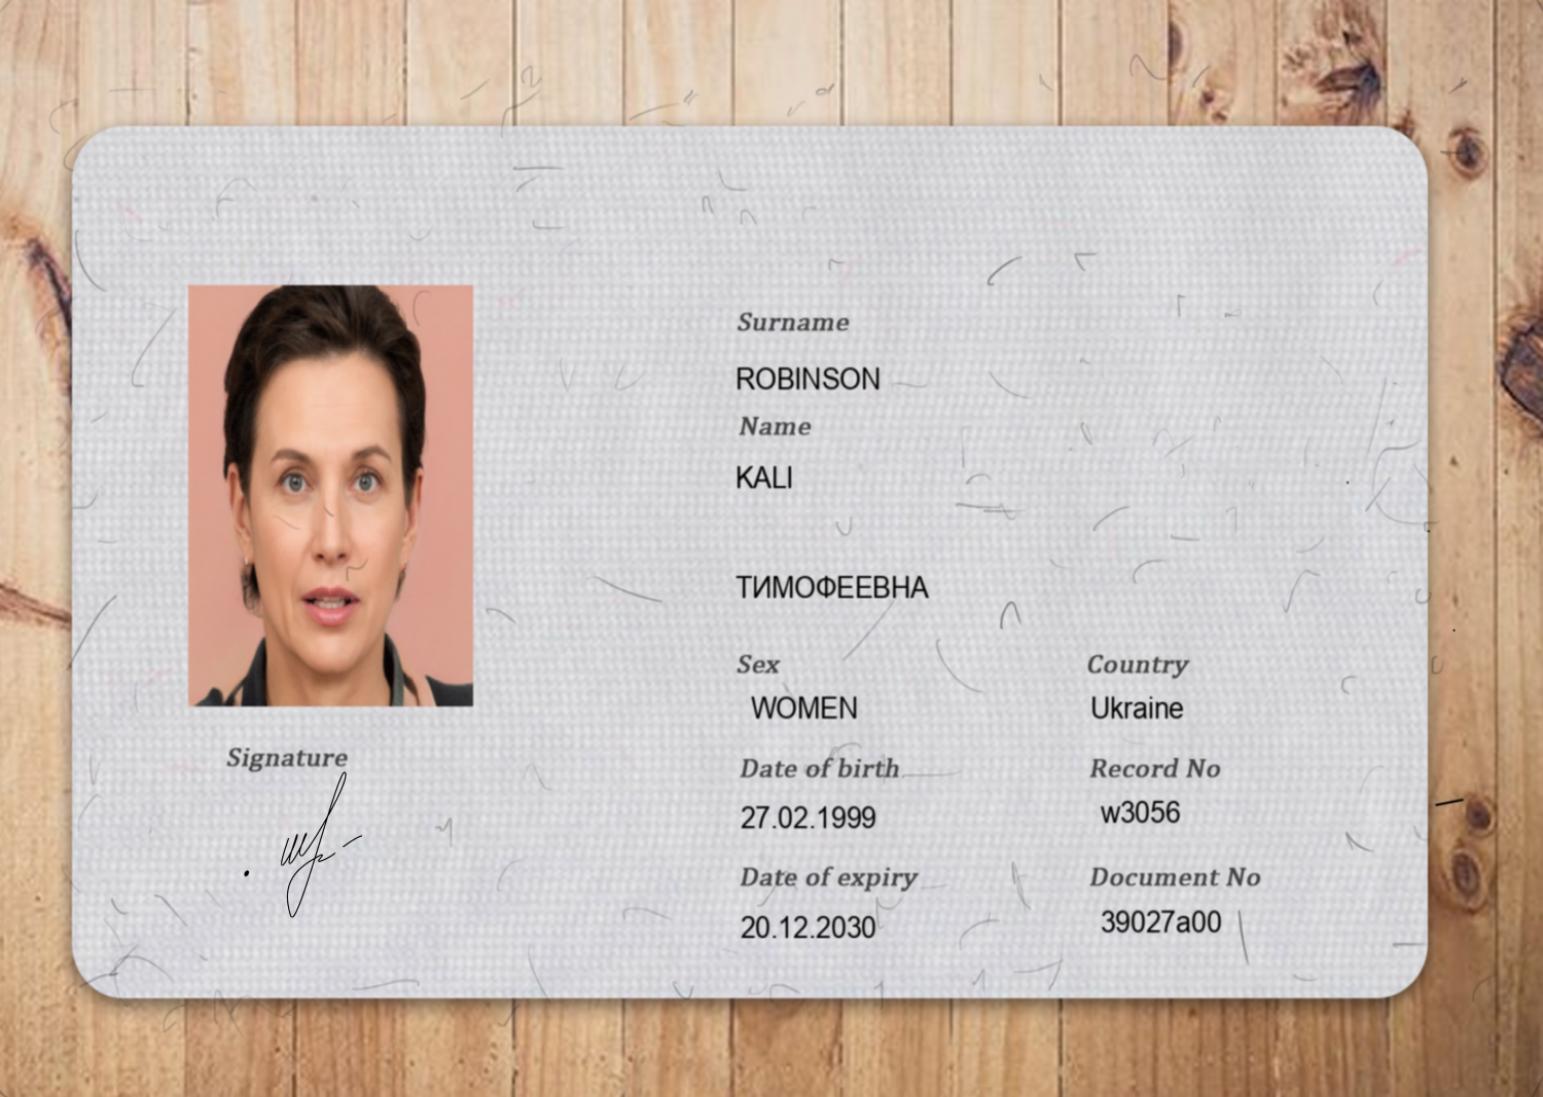 Surname
ROBINSON
Name
KALI
ТИМОФЕЕВНА
Sex
Country
WOMEN
Ukraine
Date of birth
Record No
27.02.1999
w3056
Date of expiry
Document No
39027a00
20.12.2030
Signature